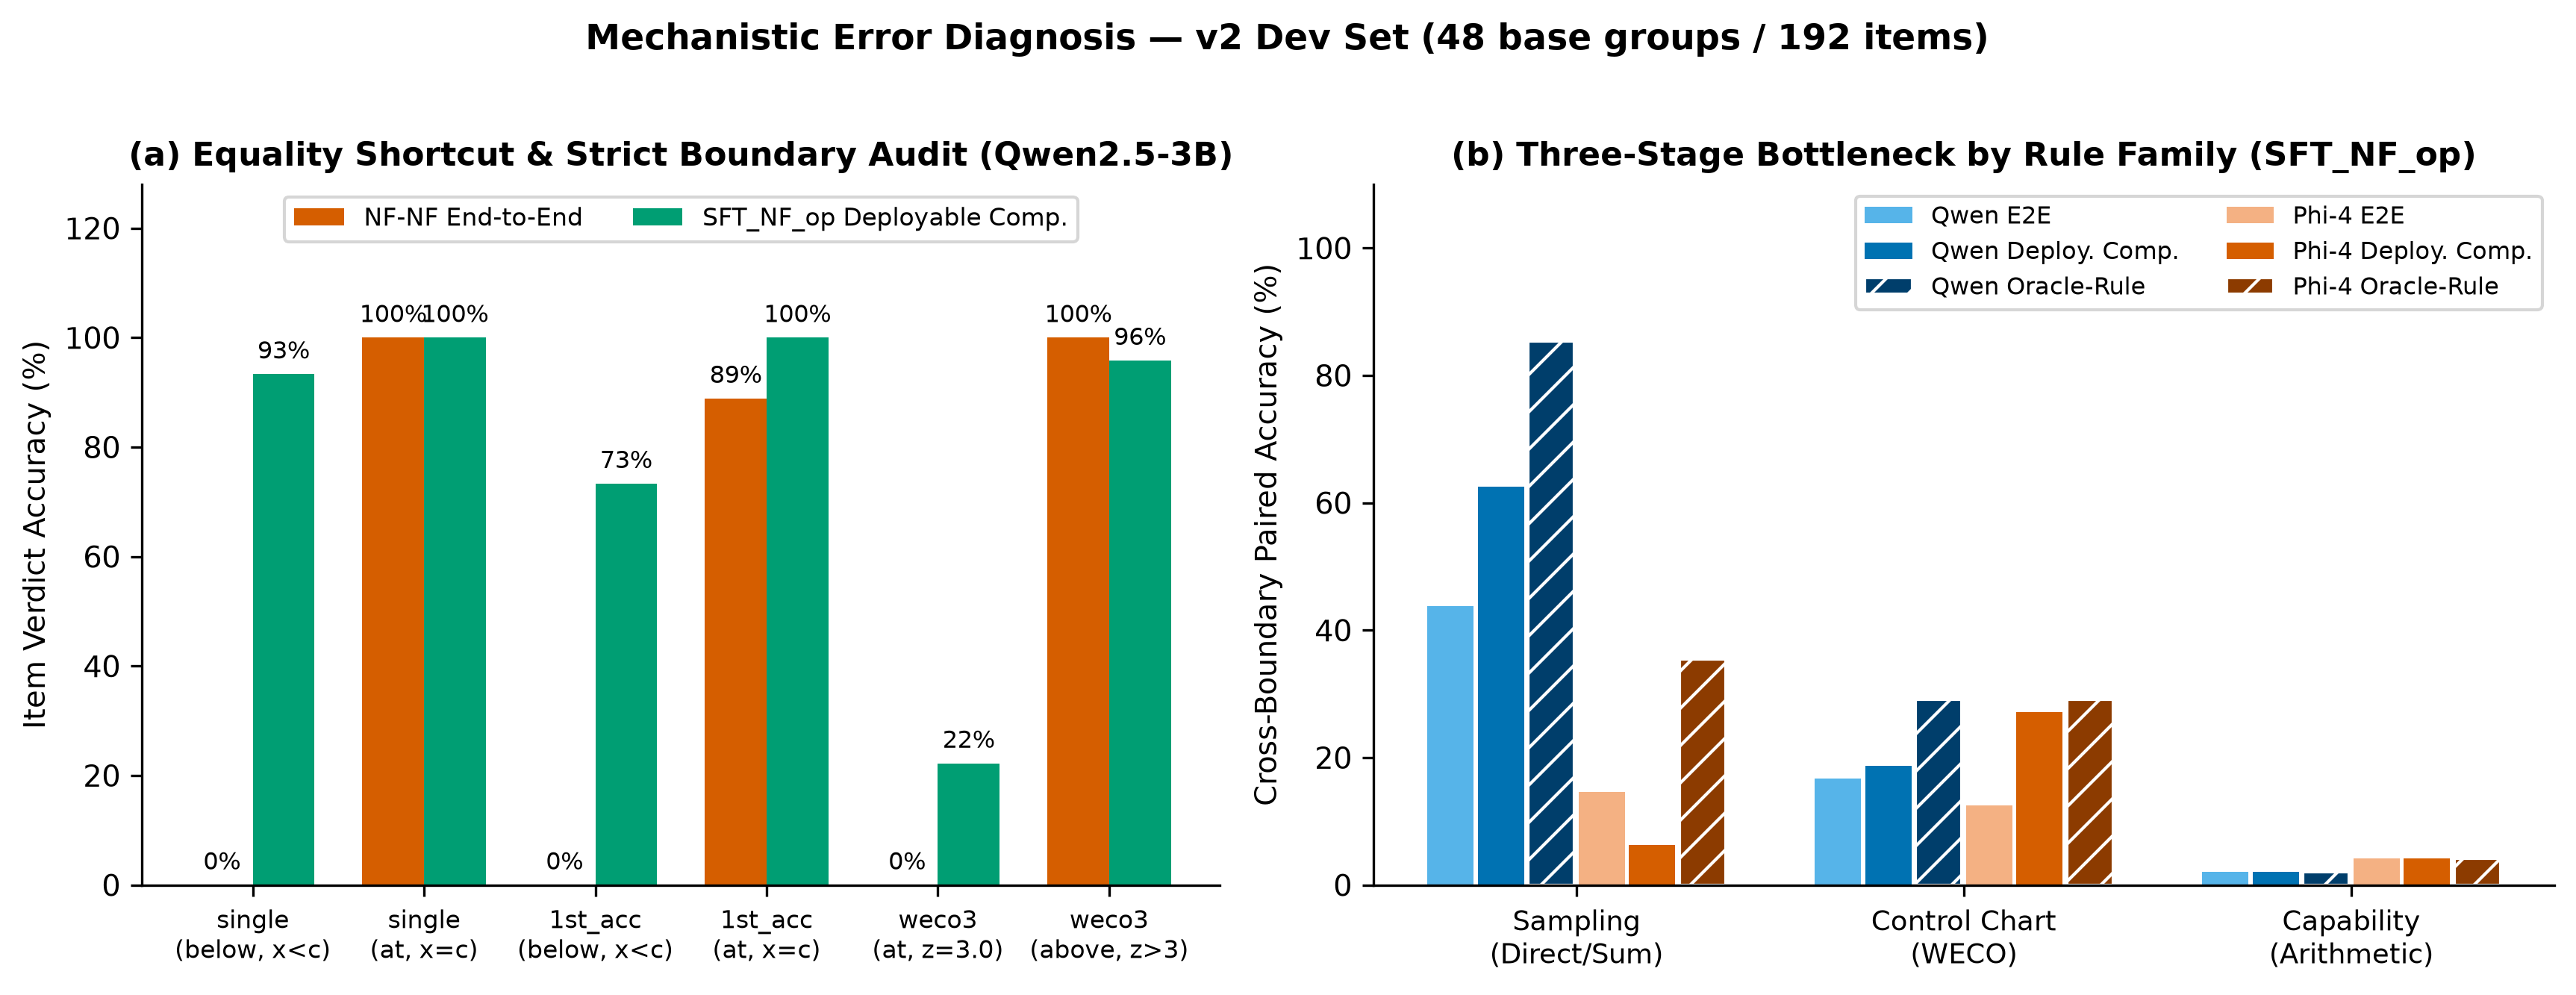 Mechanistic Error Diagnosis — v2 Dev Set (48 base groups / 192 items)
(a) Equality Shortcut & Strict Boundary Audit (Qwen2.5-3B)
NF-NF End-to-End
SFT_NF_op Deployable Comp.
Item Verdict Accuracy (%)
120
100
80
60
40
20
0
0%
93%
100%
100%
0%
73%
89%
100%
0%
22%
100%
96%
single
(below, x<c)
single
(at, x=c)
1st_acc
(below, x<c)
1st_acc
(at, x=c)
weco3
(at, z=3.0)
weco3
(above, z>3)
(b) Three-Stage Bottleneck by Rule Family (SFT_NF_op)
Qwen E2E
Qwen Deploy. Comp.
Qwen Oracle-Rule
Phi-4 E2E
Phi-4 Deploy. Comp.
Phi-4 Oracle-Rule
Cross-Boundary Paired Accuracy (%)
100
80
60
40
20
0
Sampling
(Direct/Sum)
Control Chart
(WECO)
Capability
(Arithmetic)